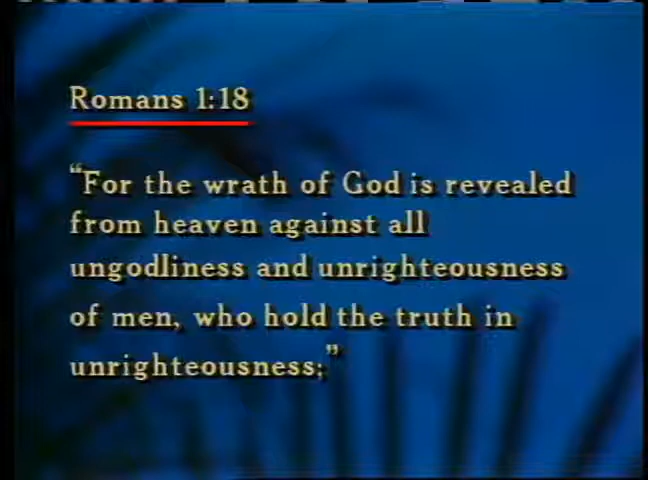 Romans 1:18
“For the wrath of God is revealed
from heaven against all
ungodliness and unrighteousness
of men, who hold the truth in
unrighteousness;”